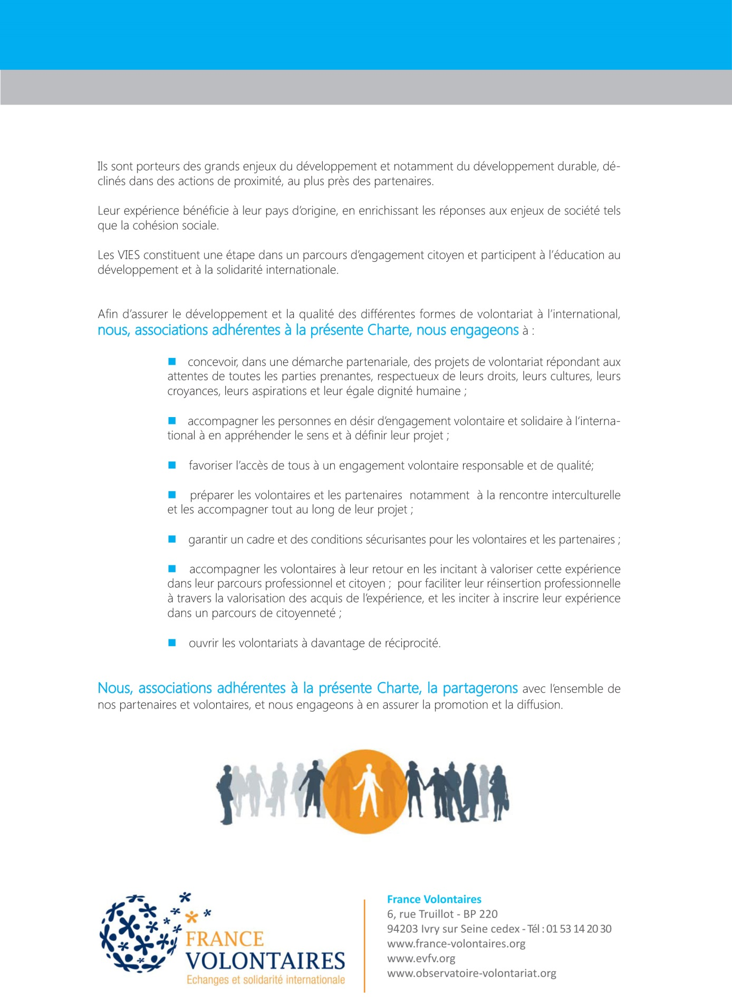 Ils sont porteurs des grands enjeux du développement et notamment du développement durable, dé-
clinés dans des actions de proximité, au plus près des partenaires.
Leur expérience bénéficie à leur pays d’origine, en enrichissant les réponses aux enjeux de société tels
que la cohésion sociale.
Les VIES constituent une étape dans un parcours d’engagement citoyen et participent à l’éducation au
développement et à la solidarité internationale.
Afin d’assurer le développement et la qualité des différentes formes de volontariat à l’international,
nous, associations adhérentes à la présente Charte, nous engageons à :
■ concevoir, dans une démarche partenariale, des projets de volontariat répondant aux
attentes de toutes les parties prenantes, respectueux de leurs droits, leurs cultures, leurs
croyances, leurs aspirations et leur égale dignité humaine ;
■ accompagner les personnes en désir d’engagement volontaire et solidaire à l’interna-
tional à en appréhender le sens et à définir leur projet ;
■ favoriser l’accès de tous à un engagement volontaire responsable et de qualité;
■ préparer les volontaires et les partenaires notamment à la rencontre interculturelle
et les accompagner tout au long de leur projet ;
■ garantir un cadre et des conditions sécurisantes pour les volontaires et les partenaires ;
■ accompagner les volontaires à leur retour en les incitant à valoriser cette expérience
dans leur parcours professionnel et citoyen ; pour faciliter leur réinsertion professionnelle
à travers la valorisation des acquis de l’expérience, et les inciter à inscrire leur expérience
dans un parcours de citoyenneté ;
■ ouvrir les volontariats à davantage de réciprocité.
Nous, associations adhérentes à la présente Charte, la partagerons avec l’ensemble de
nos partenaires et volontaires, et nous engageons à en assurer la promotion et la diffusion.
FRANCE
VOLONTAIRES
Echanges et solidarité internationale
France Volontaires
6, rue Truillot - BP 220
94203 Ivry sur Seine cedex - Tél : 01 53 14 20 30
www.france-volontaires.org
www.evfv.org
www.observatoire-volontariat.org